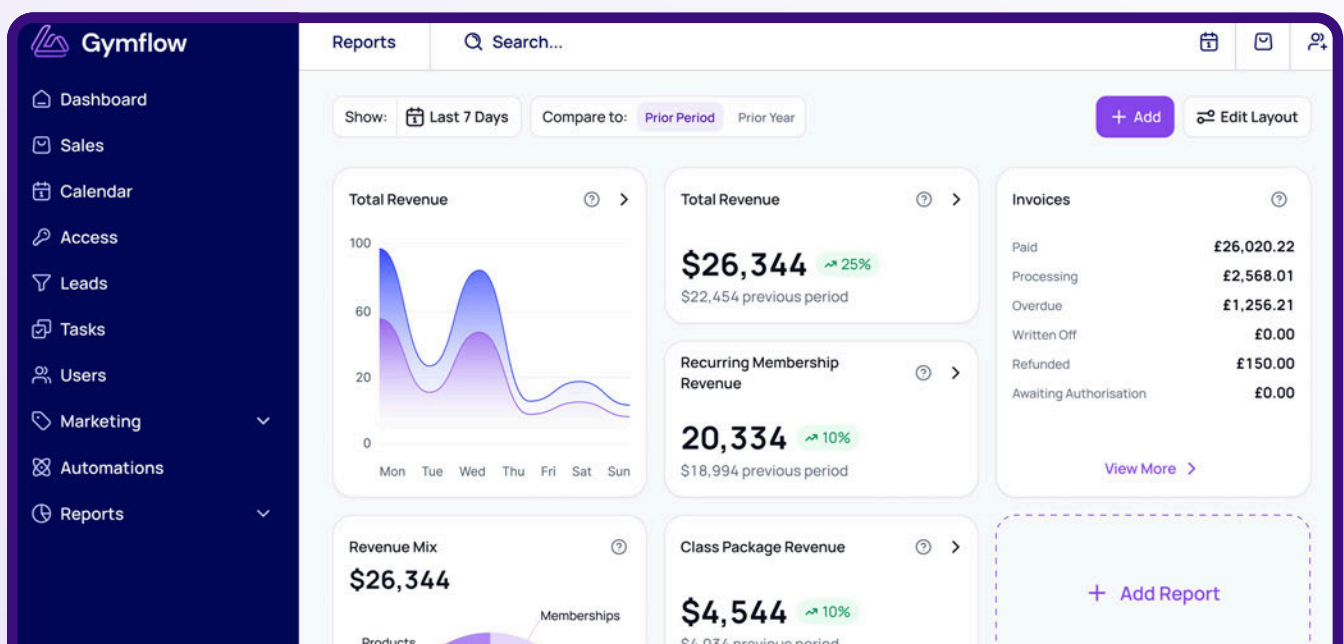 Gymflow
Dashboard
Sales
Calendar
Access
Leads
Tasks
Users
Marketing
Automations
Reports
Reports
Search...
Show: Last 7 Days
Compare to: Prior Period Prior Year
+ Add
Edit Layout
Total Revenue
100
60
20
0
Mon Tue Wed Thu Fri Sat Sun
Total Revenue
$26,344 25%
$22,454 previous period
Recurring Membership
Revenue
20,334 10%
$18,994 previous period
Invoices
Paid £26,020.22
Processing £2,568.01
Overdue £1,256.21
Written Off £0.00
Refunded £150.00
Awaiting Authorisation £0.00
View More
Revenue Mix
$26,344
Memberships
Products
Class Package Revenue
$4,544 10%
$4,034 previous period
+ Add Report